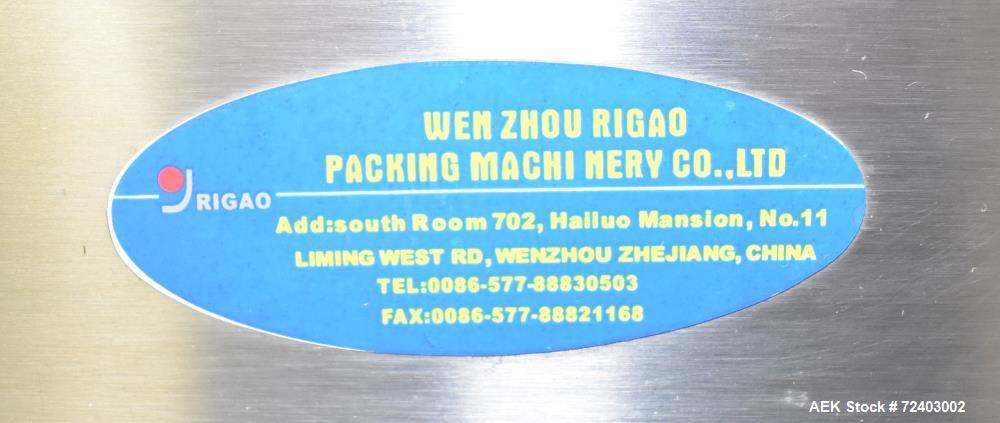 WEN ZHOU RIGAO
PACKING MACHI NERY CO.,LTD
RIGAO
Add:south Room 702, Hailuo Mansion, No.11
LIMING WEST RD, WENZHOU ZHEJIANG, CHINA
TEL:0086-577-88830503
FAX:0086-577-88821168
AEK Stock # 72403002